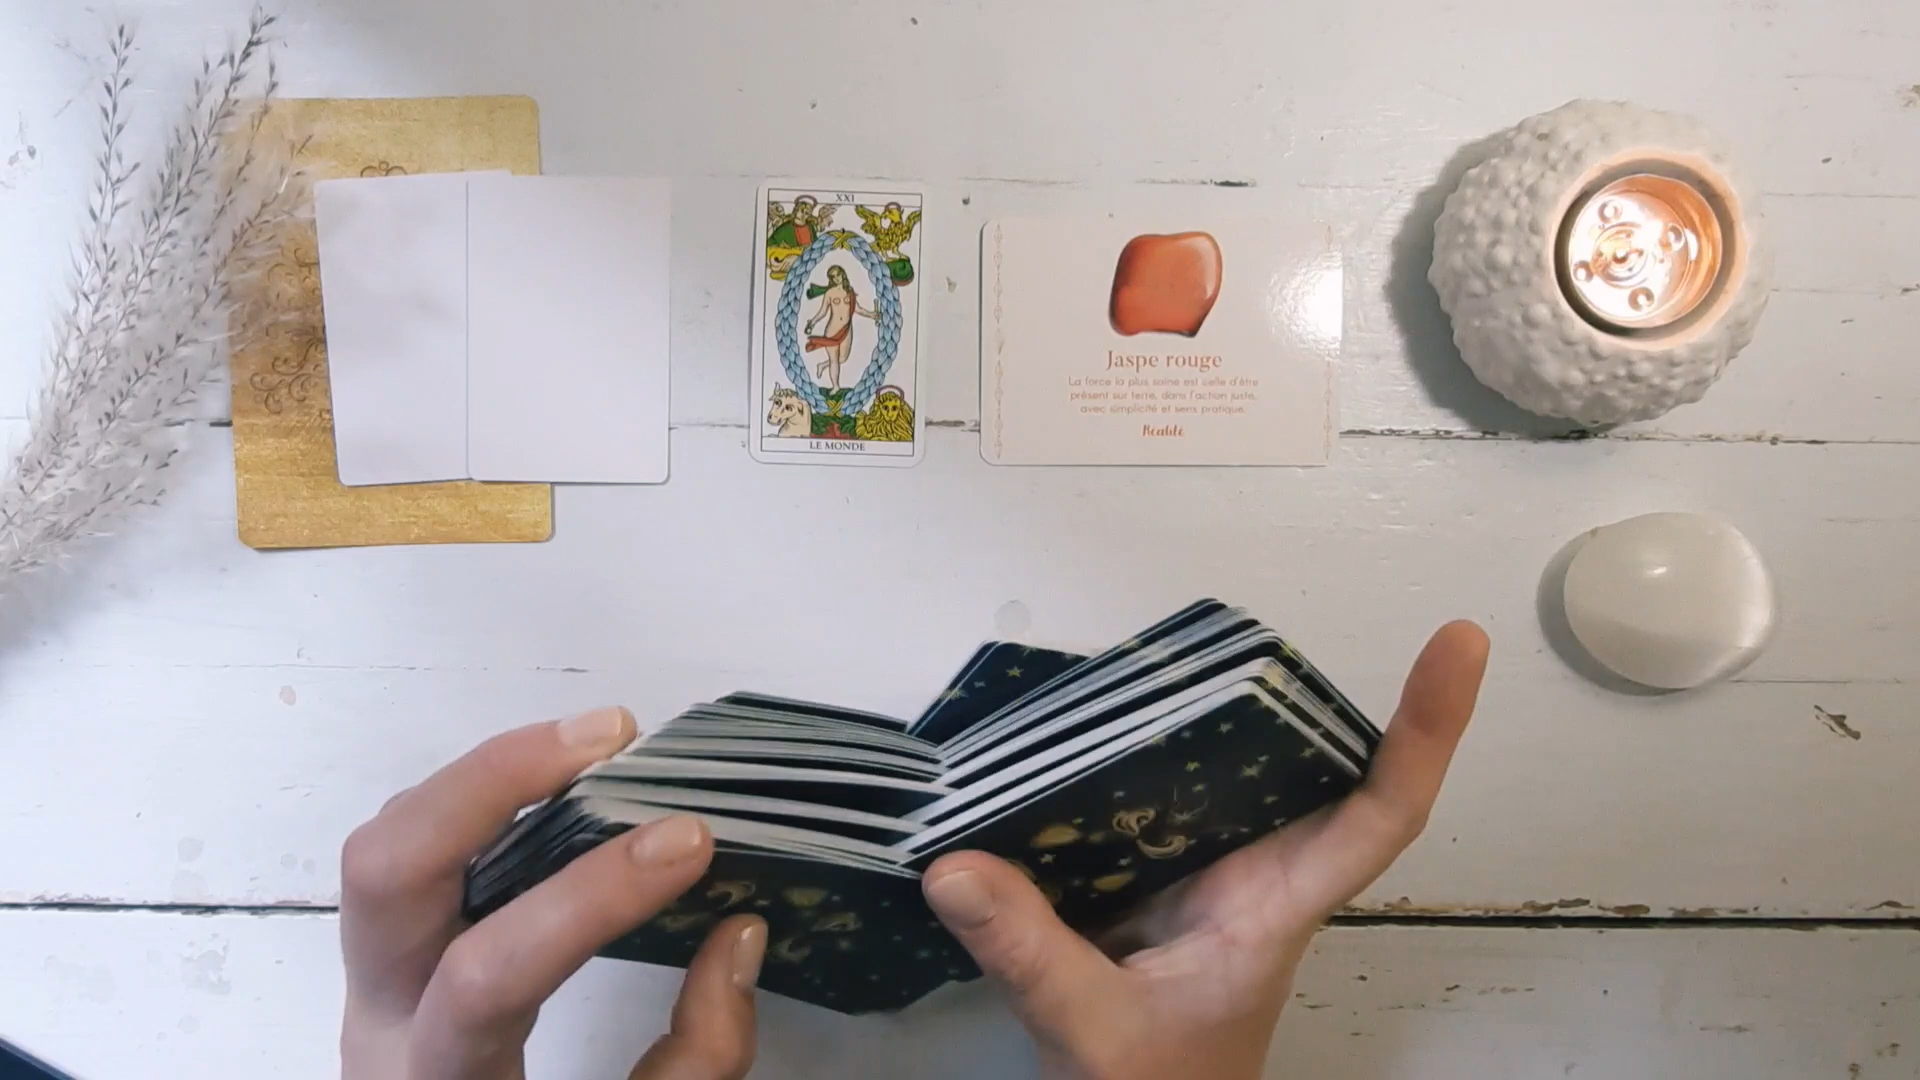 XXI
LE MONDE
Jaspe rouge
La force la plus saine est celle d'être
présent sur terre, dans l'action juste,
avec simplicité et sens pratique.
Réalité